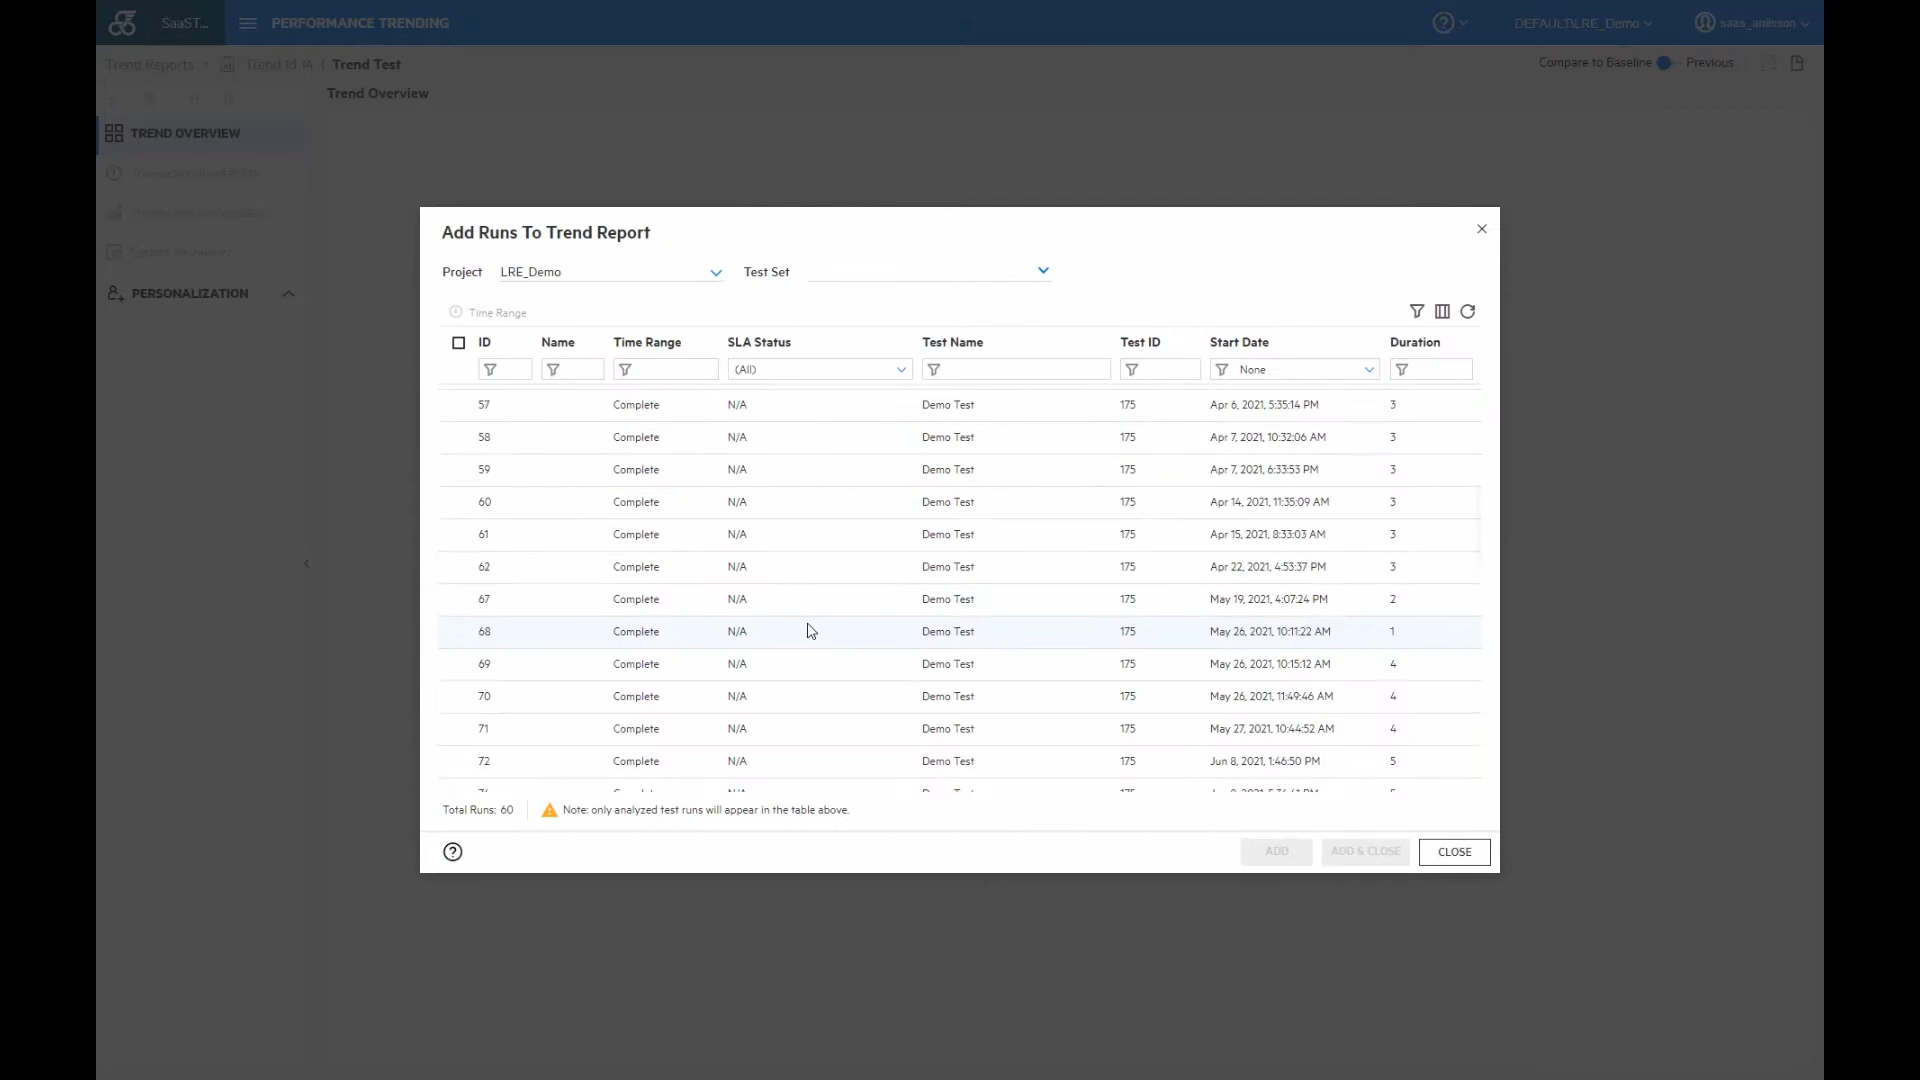 SaaST... PERFORMANCE TRENDING DEFAULT\LRE_Demo saas_anilsson
Trend Reports Trend Id 14 | Trend Test Compare to Baseline Previous
Trend Overview
TREND OVERVIEW
PERSONALIZATION
Add Runs To Trend Report
Project LRE_Demo Test Set
Time Range
ID Name Time Range SLA Status Test Name Test ID Start Date Duration
(All) None
57 Complete N/A Demo Test 175 Apr 6, 2021, 5:35:14 PM 3
58 Complete N/A Demo Test 175 Apr 7, 2021, 10:32:06 AM 3
59 Complete N/A Demo Test 175 Apr 7, 2021, 6:33:53 PM 3
60 Complete N/A Demo Test 175 Apr 14, 2021, 11:35:09 AM 3
61 Complete N/A Demo Test 175 Apr 15, 2021, 8:33:03 AM 3
62 Complete N/A Demo Test 175 Apr 22, 2021, 4:53:37 PM 3
67 Complete N/A Demo Test 175 May 19, 2021, 4:07:24 PM 2
68 Complete N/A Demo Test 175 May 26, 2021, 10:11:22 AM 1
69 Complete N/A Demo Test 175 May 26, 2021, 10:15:12 AM 4
70 Complete N/A Demo Test 175 May 26, 2021, 11:49:46 AM 4
71 Complete N/A Demo Test 175 May 27, 2021, 10:44:52 AM 4
72 Complete N/A Demo Test 175 Jun 8, 2021, 1:46:50 PM 5
Total Runs: 60 Note: only analyzed test runs will appear in the table above.
ADD ADD & CLOSE CLOSE